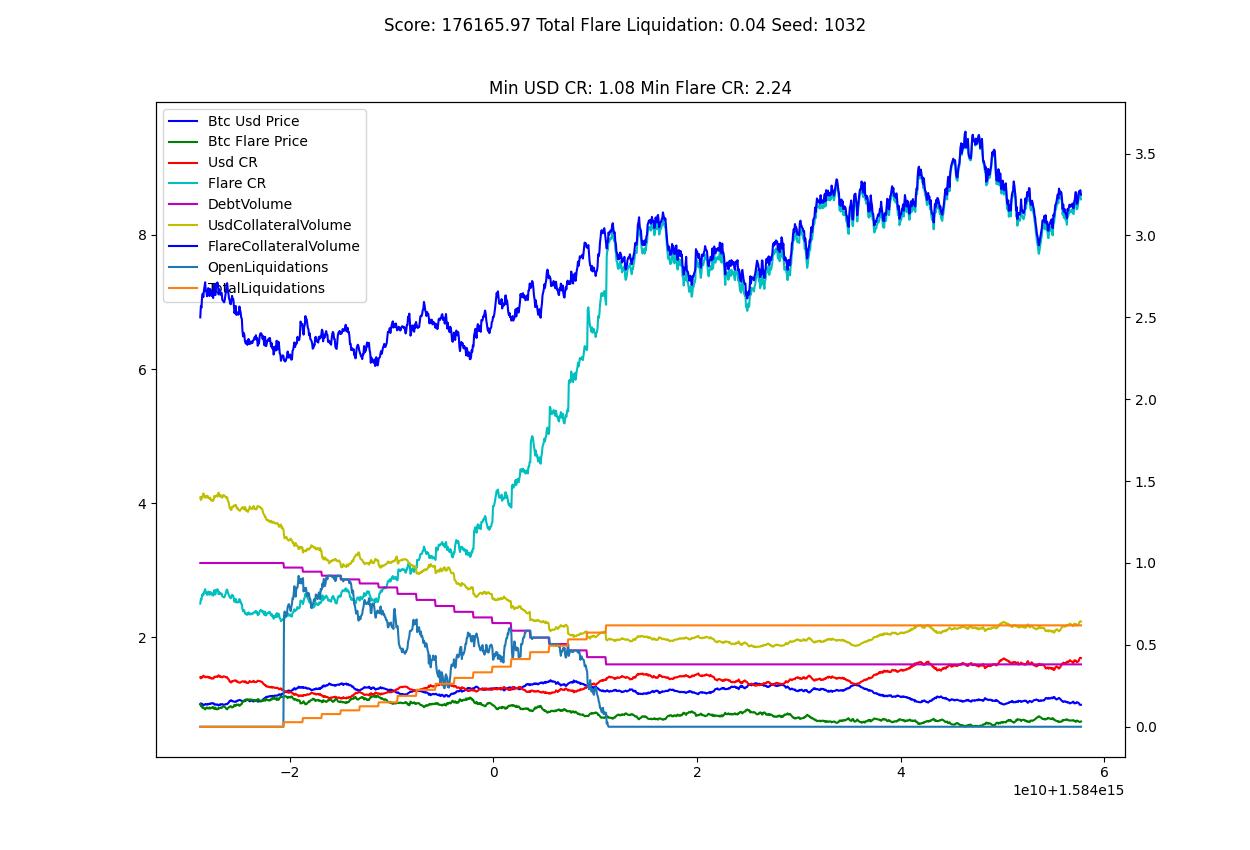 Score: 176165.97 Total Flare Liquidation: 0.04 Seed: 1032
Min USD CR: 1.08 Min Flare CR: 2.24
Btc Usd Price
Btc Flare Price
Usd CR
Flare CR
DebtVolume
UsdCollateralVolume
FlareCollateralVolume
OpenLiquidations
TotalLiquidations
8
6
4
2
3.5
3.0
2.5
2.0
1.5
1.0
0.5
0.0
−2
0
2
4
6
1e10+1.584e15